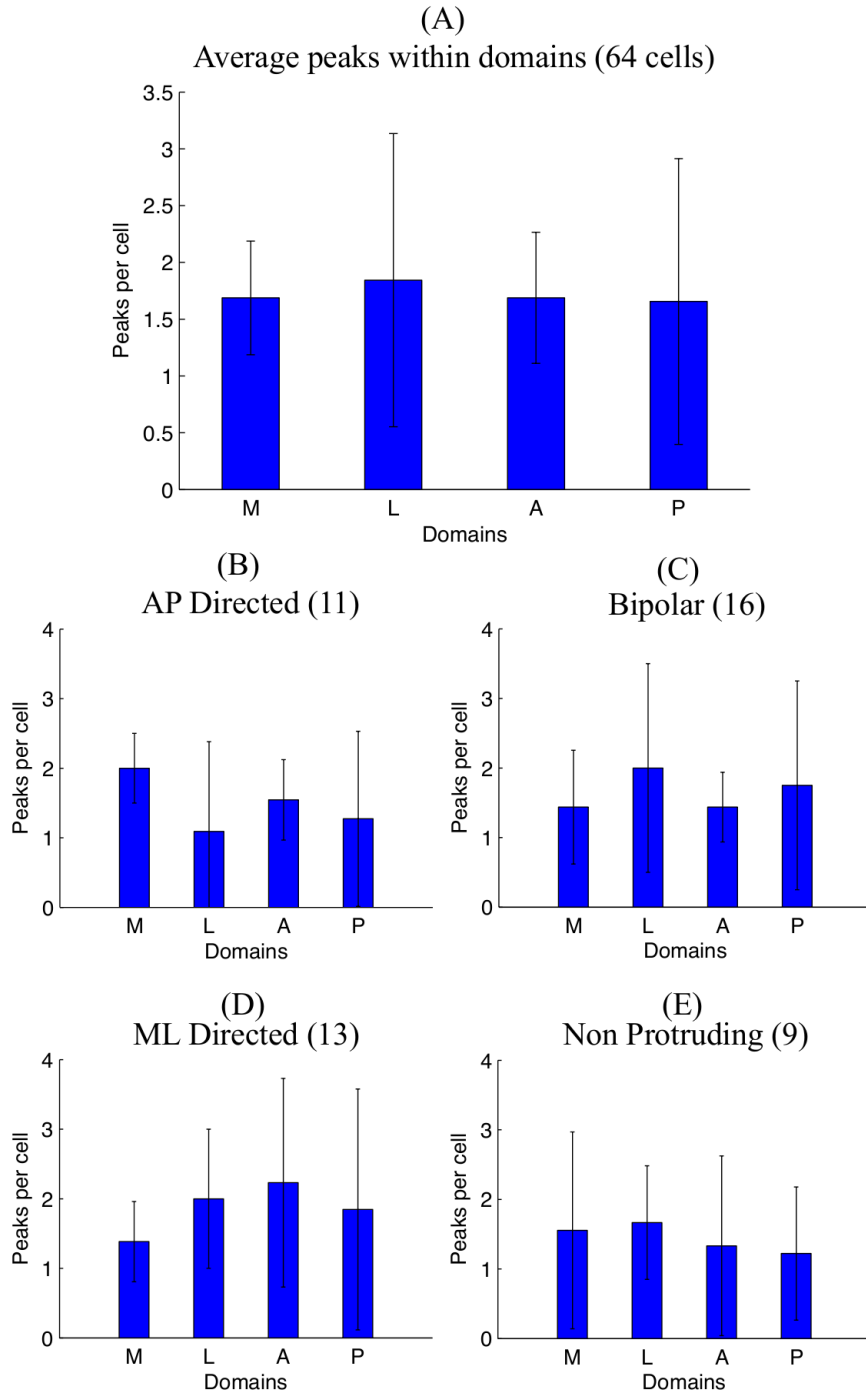 (A)
Average peaks within domains (64 cells)
3.5
3
2.5
2
1.5
1
0.5
0
Peaks per cell
M L A P
Domains
(B)
AP Directed (11)
4
3
2
1
0
Peaks per cell
M L A P
Domains
(C)
Bipolar (16)
4
3
2
1
0
Peaks per cell
M L A P
Domains
(D)
ML Directed (13)
4
3
2
1
0
Peaks per cell
M L A P
Domains
(E)
Non Protruding (9)
4
3
2
1
0
Peaks per cell
M L A P
Domains